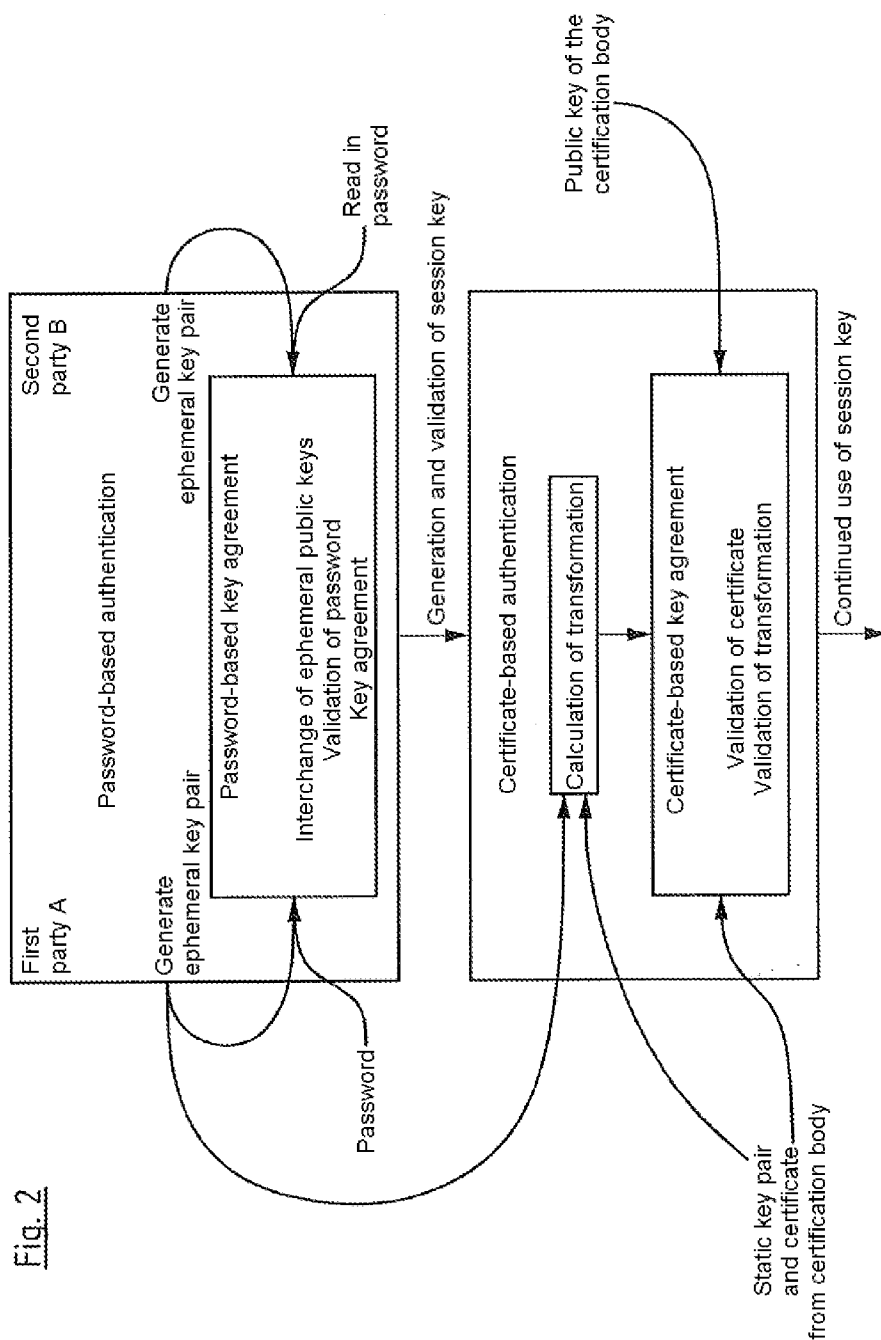 Fig. 2
First
party A
Second
party B
Password-based authentication
Generate
ephemeral key pair
Generate
ephemeral key pair
Password-based key agreement
Interchange of ephemeral public keys
Validation of password
Key agreement
Password
Read in
password
Generation and validation of session key
Certificate-based authentication
Calculation of transformation
Certificate-based key agreement
Validation of certificate
Validation of transformation
Static key pair
and certificate
from certification body
Public key of the
certification body
Continued use of session key